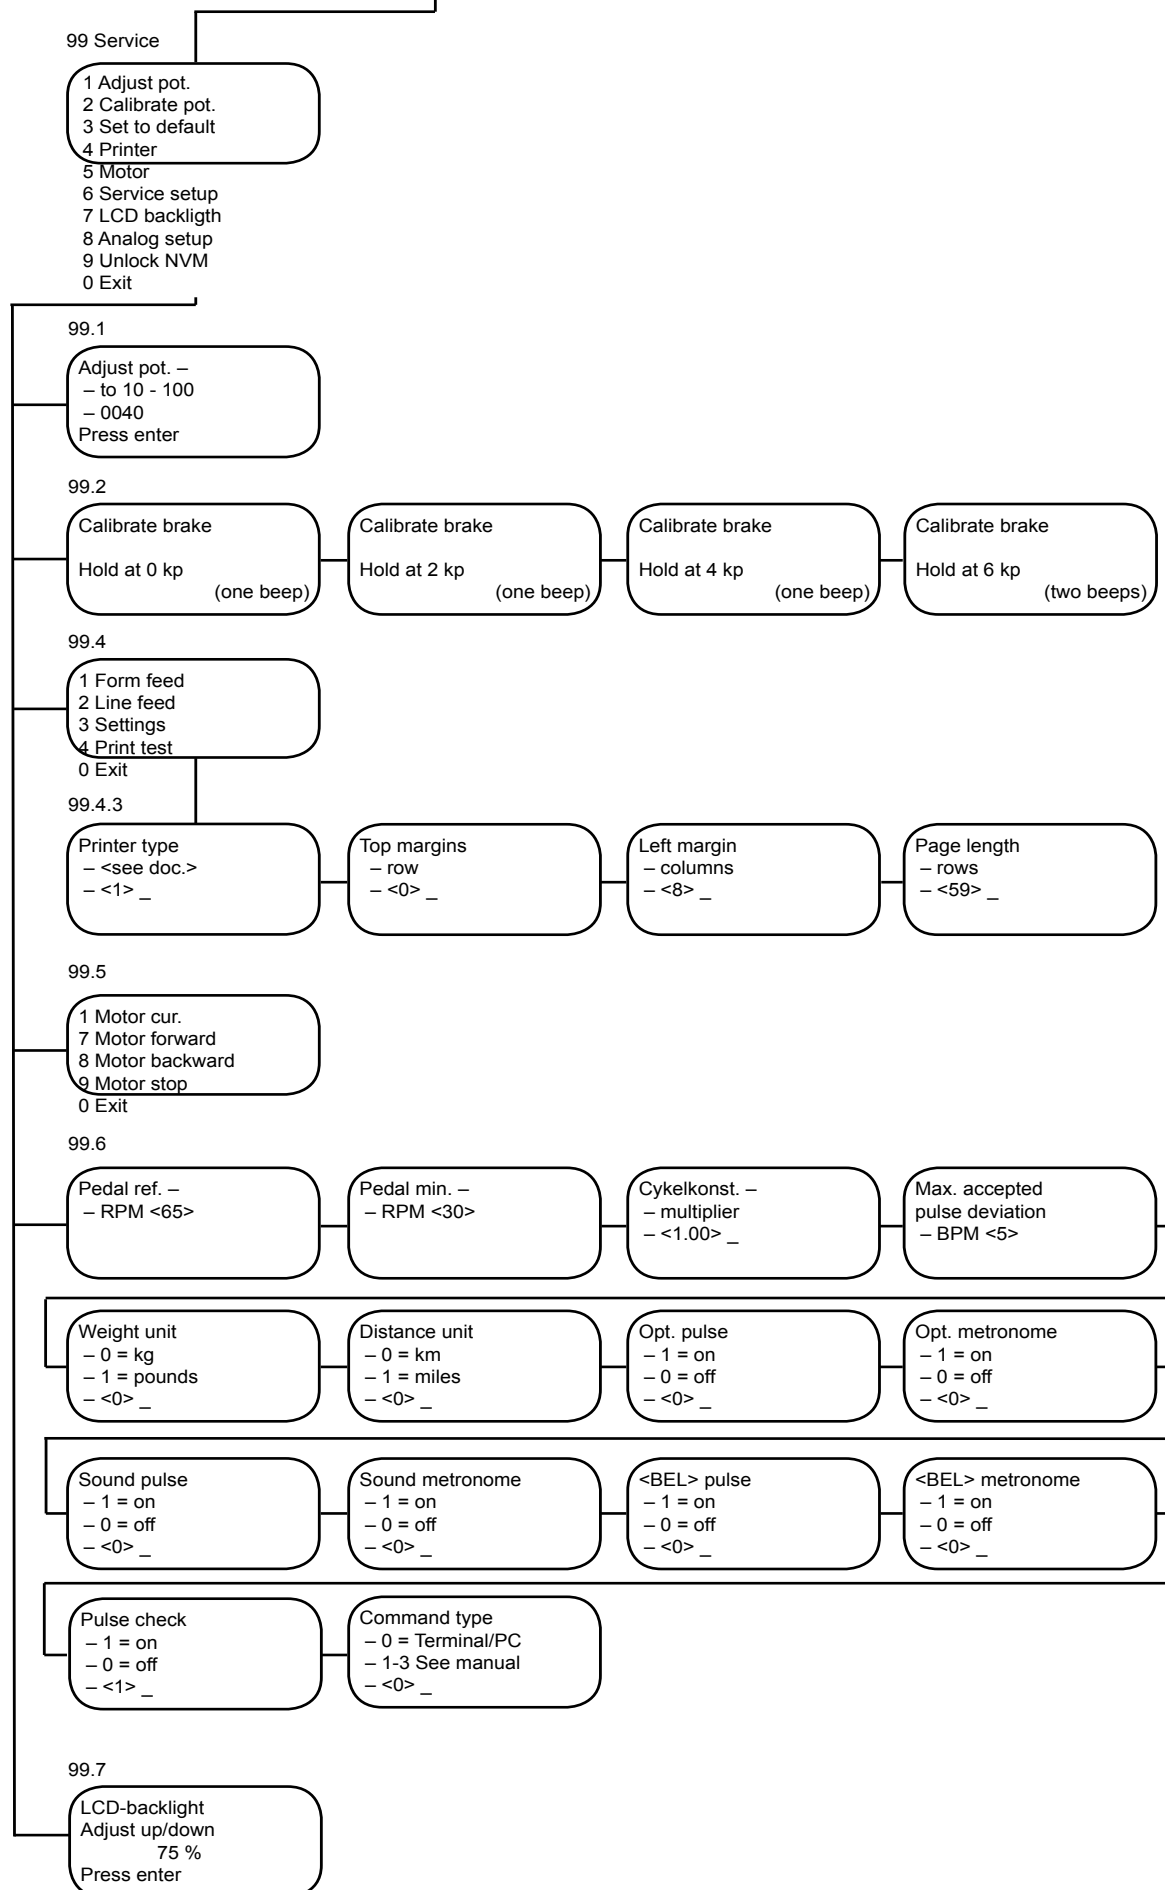 99 Service
1 Adjust pot.
2 Calibrate pot.
3 Set to default
4 Printer
5 Motor
6 Service setup
7 LCD backligth
8 Analog setup
9 Unlock NVM
0 Exit
99.1
Adjust pot. –
– to 10 - 100
– 0040
Press enter
99.2
Calibrate brake
Hold at 0 kp
(one beep)
Calibrate brake
Hold at 2 kp
(one beep)
Calibrate brake
Hold at 4 kp
(one beep)
Calibrate brake
Hold at 6 kp
(two beeps)
99.4
1 Form feed
2 Line feed
3 Settings
4 Print test
0 Exit
99.4.3
Printer type
– <see doc.>
– <1> _
Top margins
– row
– <0> _
Left margin
– columns
– <8> _
Page length
– rows
– <59> _
99.5
1 Motor cur.
7 Motor forward
8 Motor backward
9 Motor stop
0 Exit
99.6
Pedal ref. –
– RPM <65>
Pedal min. –
– RPM <30>
Cykelkonst. –
– multiplier
– <1.00> _
Max. accepted
pulse deviation
– BPM <5>
Weight unit
– 0 = kg
– 1 = pounds
– <0> _
Distance unit
– 0 = km
– 1 = miles
– <0> _
Opt. pulse
– 1 = on
– 0 = off
– <0> _
Opt. metronome
– 1 = on
– 0 = off
– <0> _
Sound pulse
– 1 = on
– 0 = off
– <0> _
Sound metronome
– 1 = on
– 0 = off
– <0> _
<BEL> pulse
– 1 = on
– 0 = off
– <0> _
<BEL> metronome
– 1 = on
– 0 = off
– <0> _
Pulse check
– 1 = on
– 0 = off
– <1> _
Command type
– 0 = Terminal/PC
– 1-3 See manual
– <0> _
99.7
LCD-backlight
Adjust up/down
75 %
Press enter